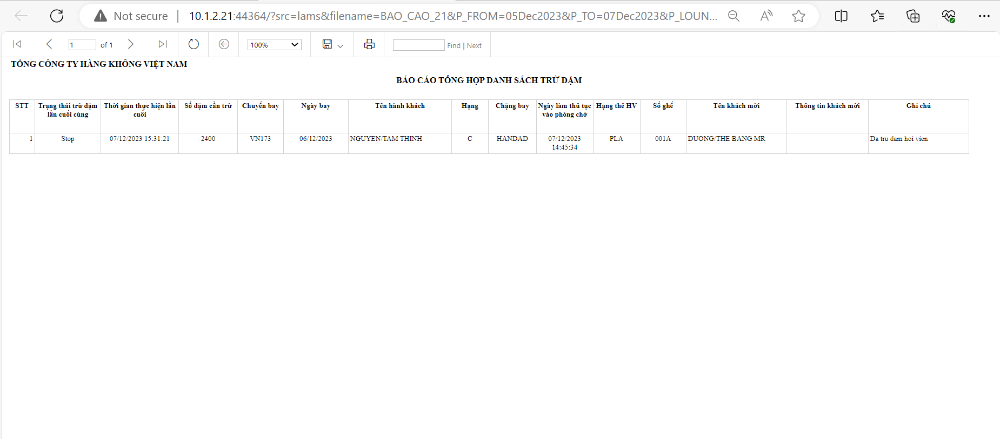 Not secure
10.1.2.21:44364/?src=lams&filename=BAO_CAO_21&P_FROM=05Dec2023&P_TO=07Dec2023&P_LOUN...
1 of 1
100%
Find | Next
TỔNG CÔNG TY HÀNG KHÔNG VIỆT NAM
BÁO CÁO TỔNG HỢP DANH SÁCH TRỪ DẶM
STT Trạng thái trừ dặm Thời gian thực hiện lần Số dặm cần trừ Chuyến bay Ngày bay Tên hành khách Hạng Chặng bay Ngày làm thủ tục Hạng thẻ HV Số ghế Tên khách mời Thông tin khách mời Ghi chú
lần cuối cùng cuối vào phòng chờ
1 Stop 07/12/2023 15:31:21 2400 VN173 06/12/2023 NGUYEN/TAM THINH C HANDAD 07/12/2023 PLA 001A DUONG/THE BANG MR Da tru dam hoi vien
14:45:34